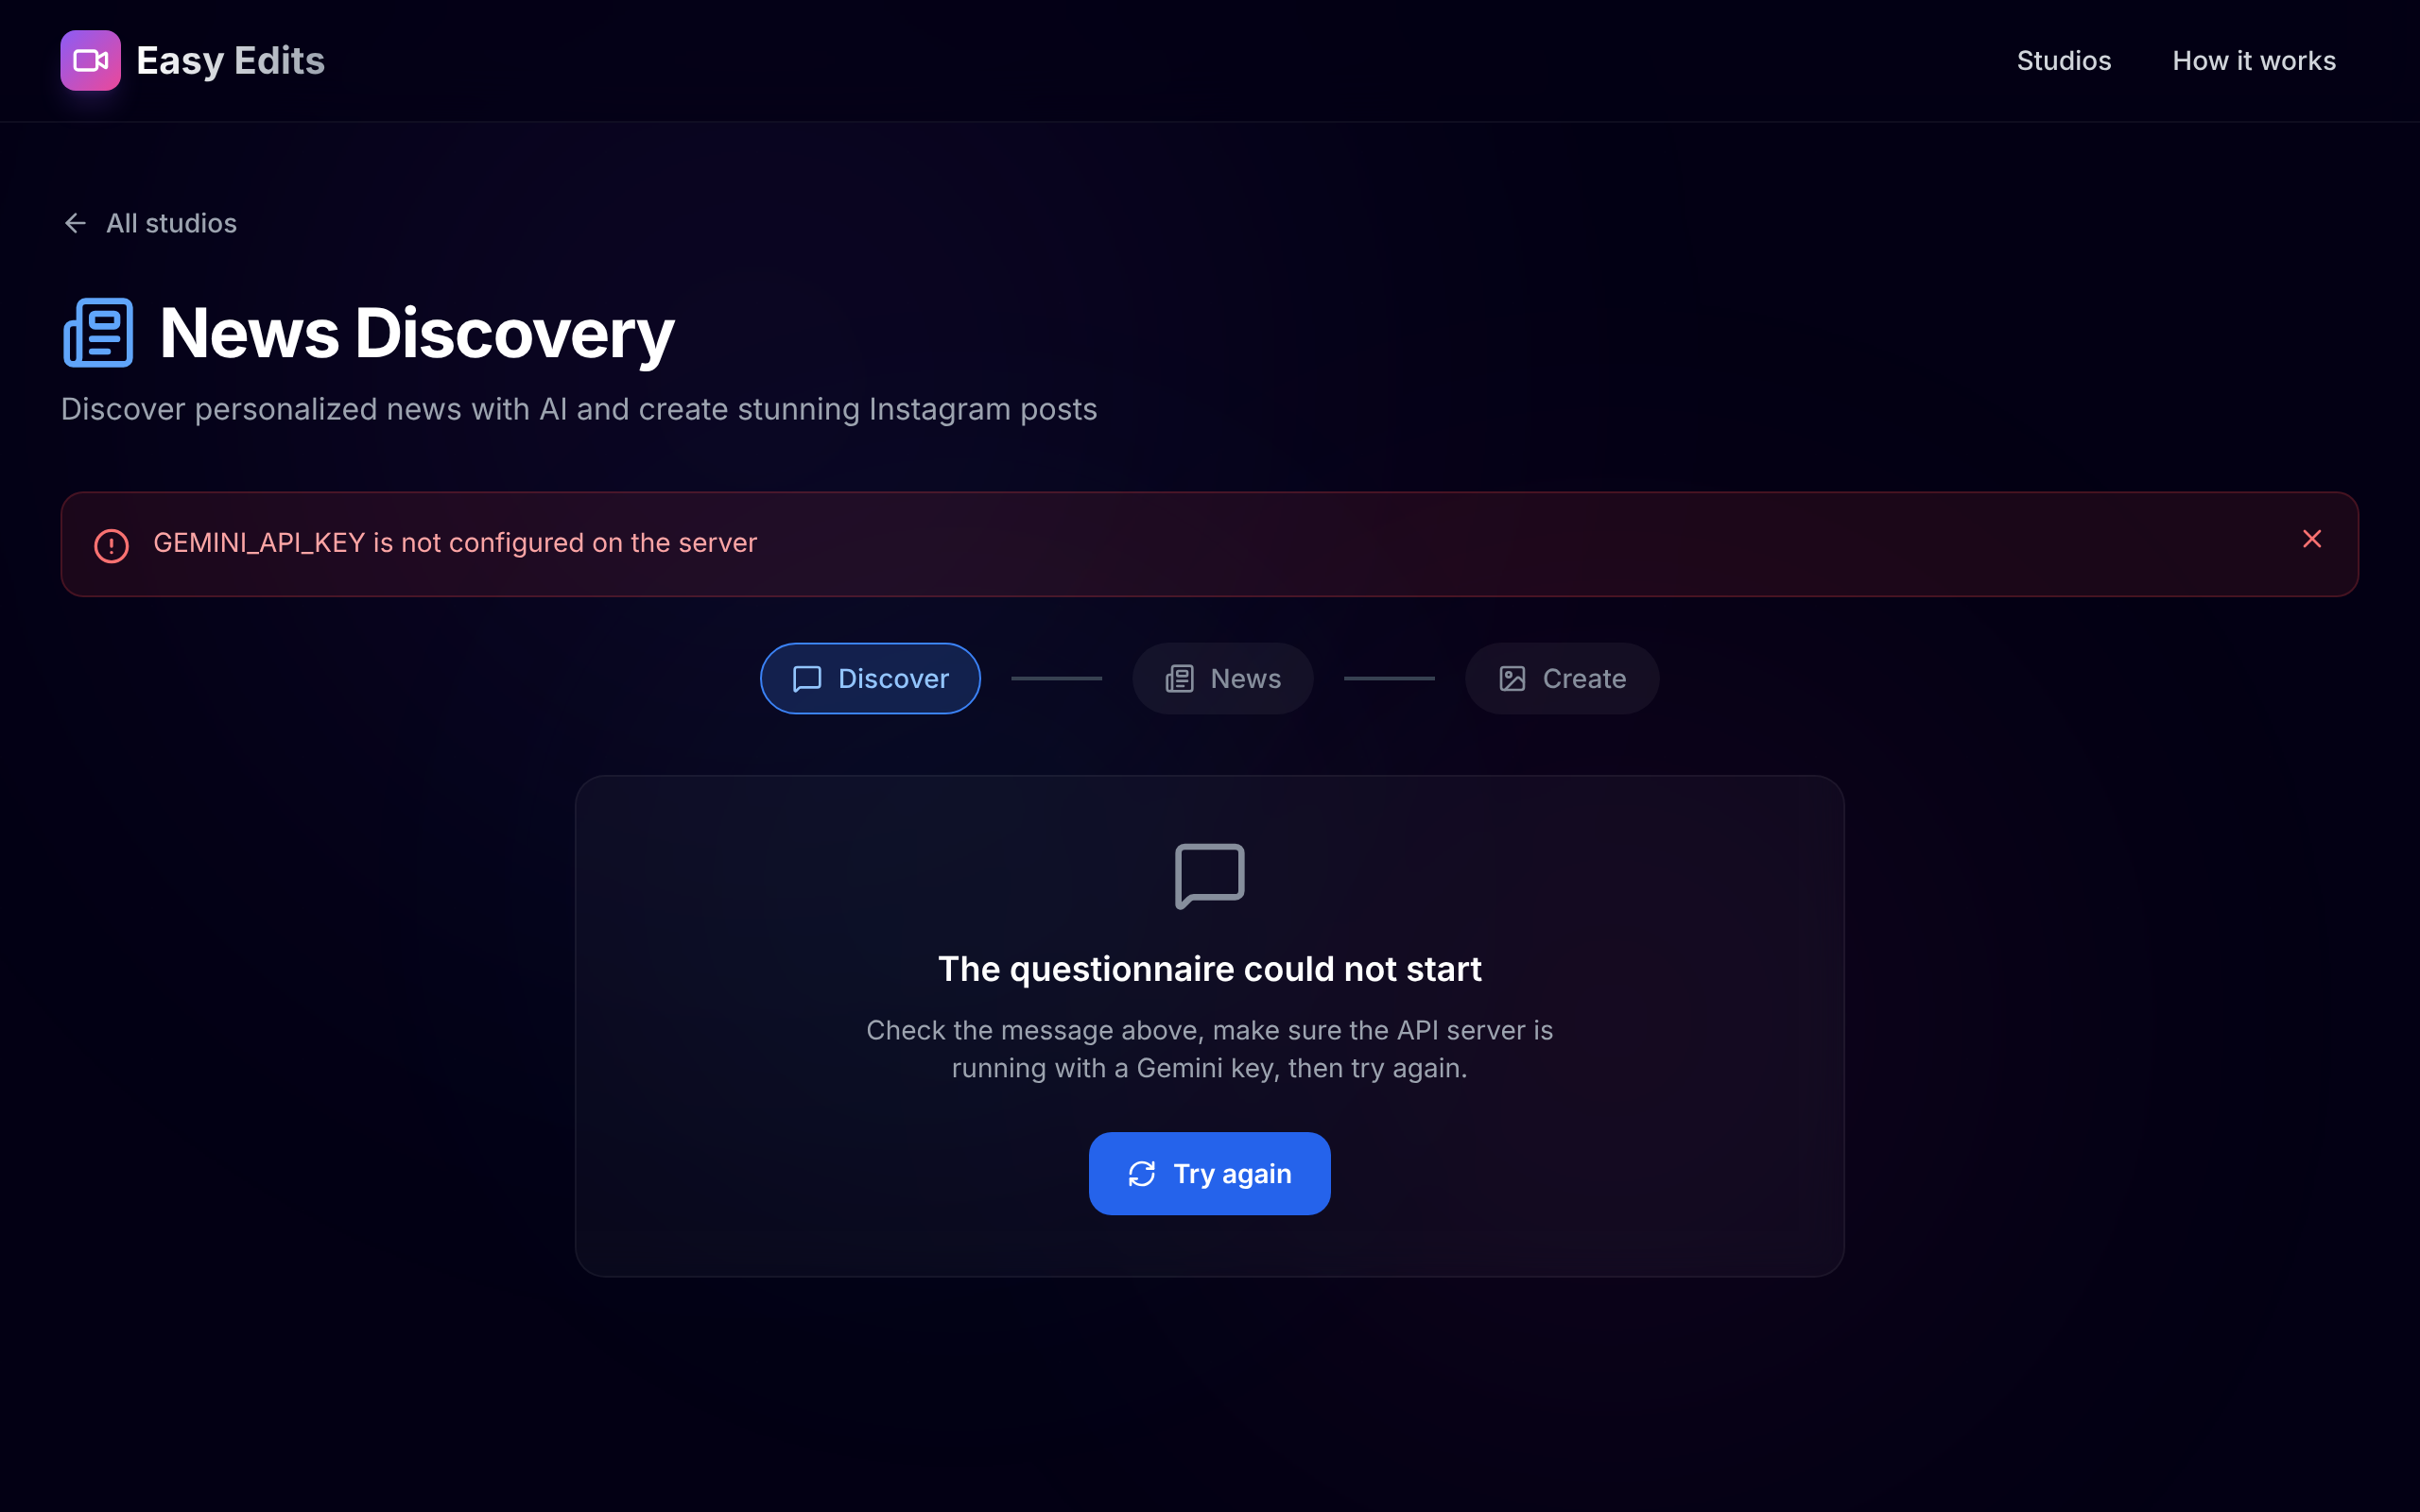 Easy Edits
Studios
How it works
All studios
News Discovery
Discover personalized news with AI and create stunning Instagram posts
GEMINI_API_KEY is not configured on the server
Discover
News
Create
The questionnaire could not start
Check the message above, make sure the API server is
running with a Gemini key, then try again.
Try again